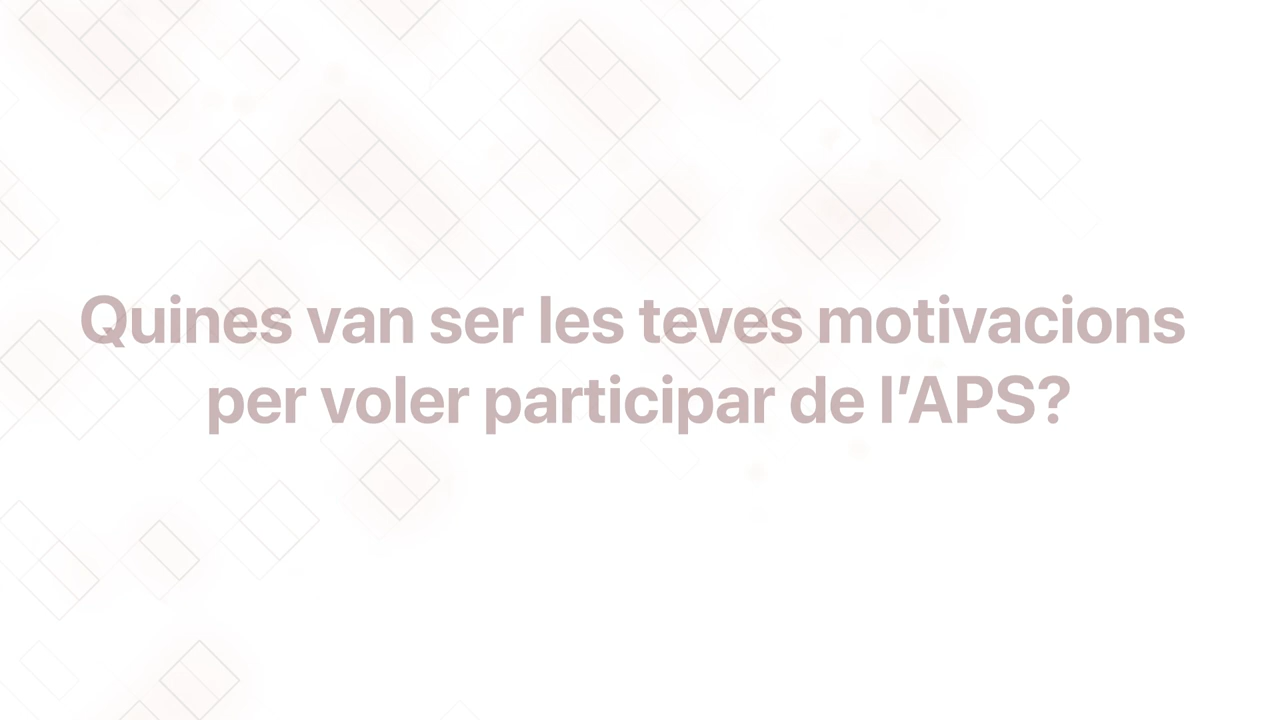 Quines van ser les teves motivacions
per voler participar de l’APS?